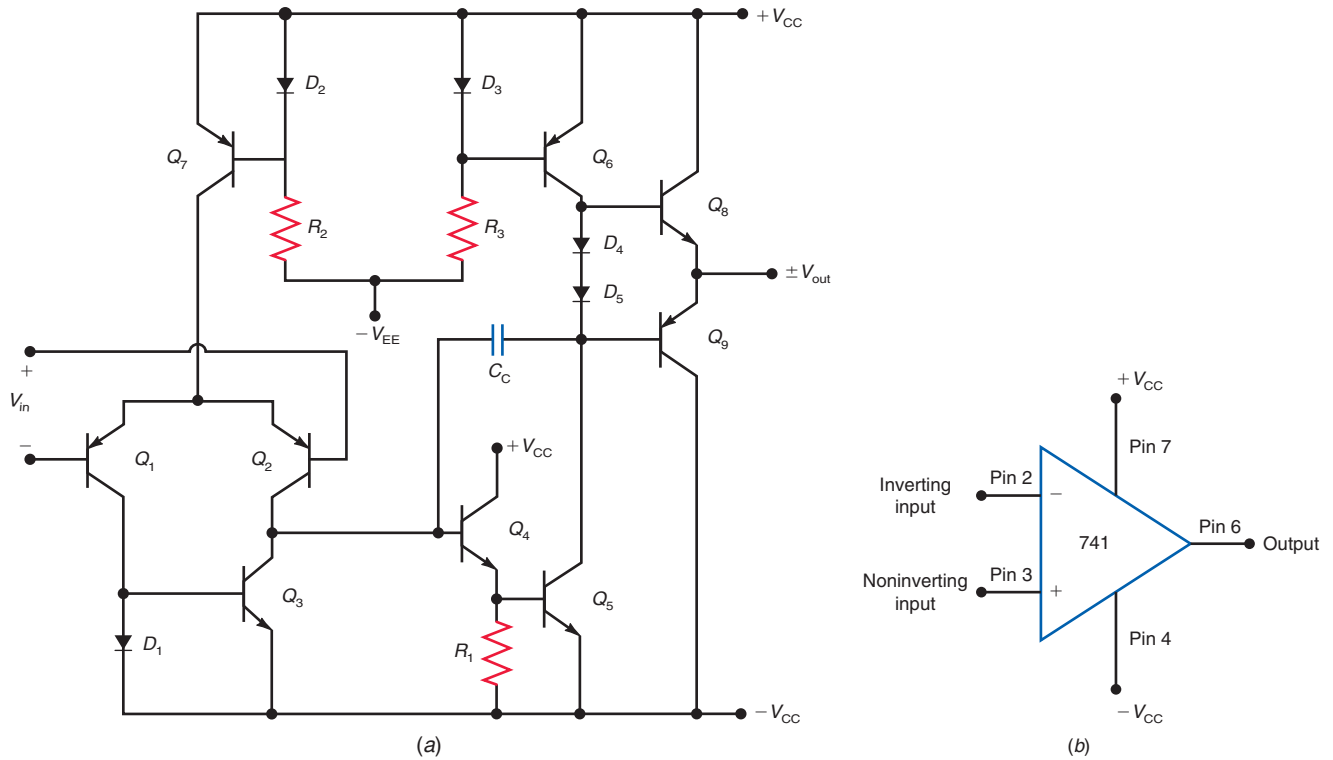 +VCC
D2
D3
Q7
Q6
Q8
R2
R3
D4
±Vout
D5
−VEE
Q9
CC
+
Vin
−
Q1
Q2
+VCC
Q4
Q3
Q5
D1
R1
−VCC
(a)
+VCC
Pin 7
Inverting
input
Pin 2
−
741
Pin 6
Output
Noninverting
input
Pin 3
+
Pin 4
−VCC
(b)